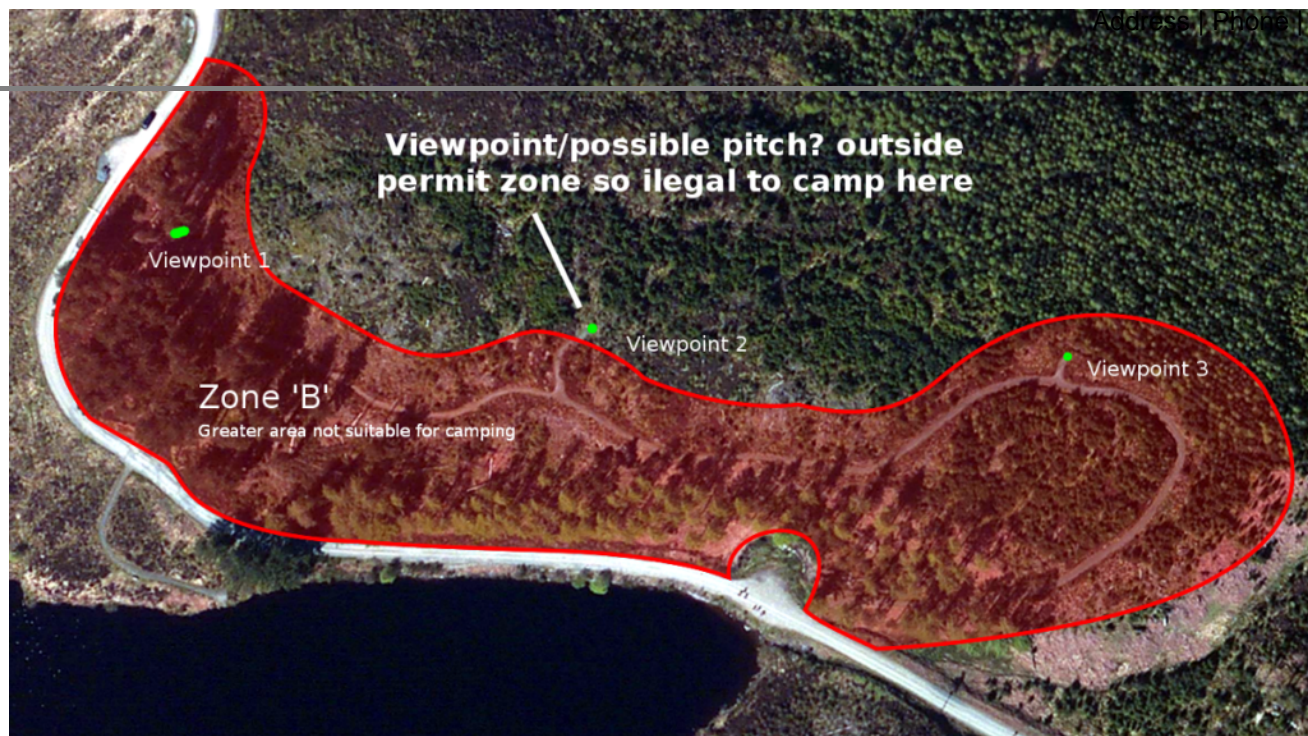 Address | Phone |
Viewpoint/possible pitch? outside
permit zone so ilegal to camp here
Viewpoint 1
Viewpoint 2
Viewpoint 3
Zone 'B'
Greater area not suitable for camping